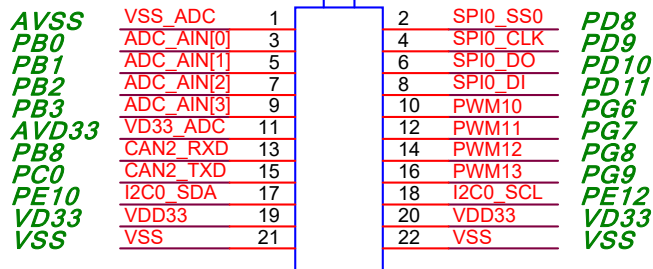 AVSS VSS_ADC 1 2 SPI0_SS0 PD8
PB0 ADC_AIN[0] 3 4 SPI0_CLK PD9
PB1 ADC_AIN[1] 5 6 SPI0_DO PD10
PB2 ADC_AIN[2] 7 8 SPI0_DI PD11
PB3 ADC_AIN[3] 9 10 PWM10 PG6
AVD33 VD33_ADC 11 12 PWM11 PG7
PB8 CAN2_RXD 13 14 PWM12 PG8
PC0 CAN2_TXD 15 16 PWM13 PG9
PE10 I2C0_SDA 17 18 I2C0_SCL PE12
VD33 VDD33 19 20 VDD33 VD33
VSS VSS 21 22 VSS VSS